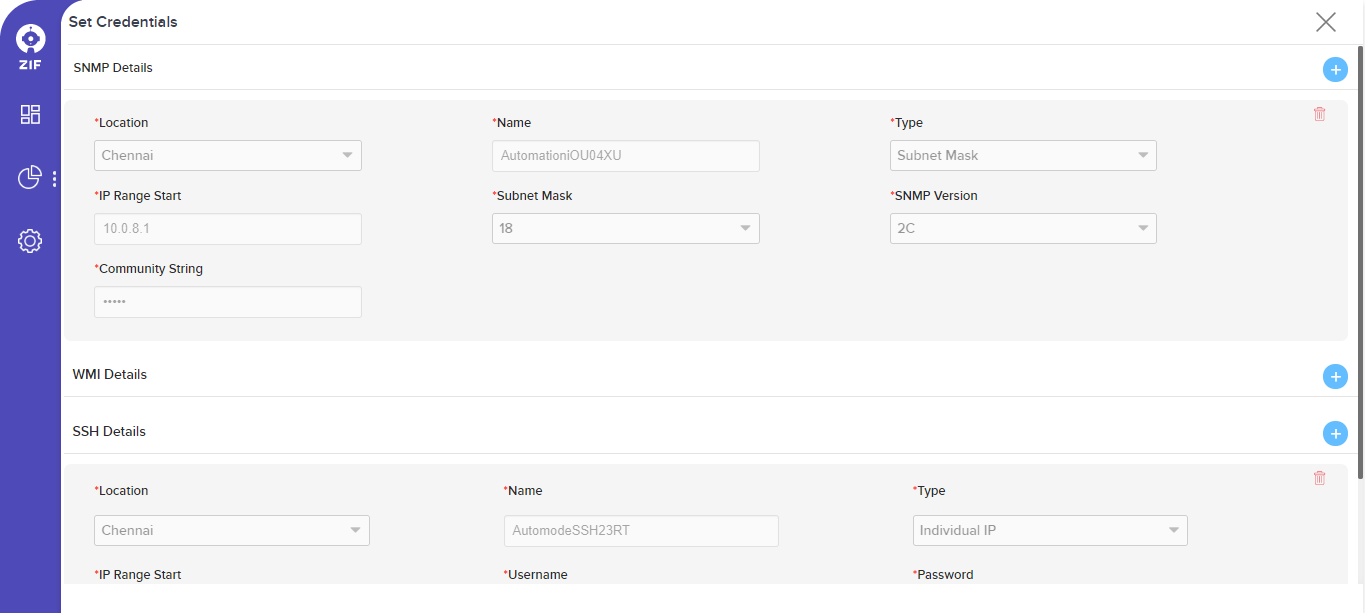 Set Credentials
ZIF
SNMP Details
*Location *Name *Type
Chennai AutomationiOU04XU Subnet Mask
*IP Range Start *Subnet Mask *SNMP Version
10.0.8.1 18 2C
*Community String
•••••
WMI Details
SSH Details
*Location *Name *Type
Chennai AutomodeSSH23RT Individual IP
*IP Range Start *Username *Password